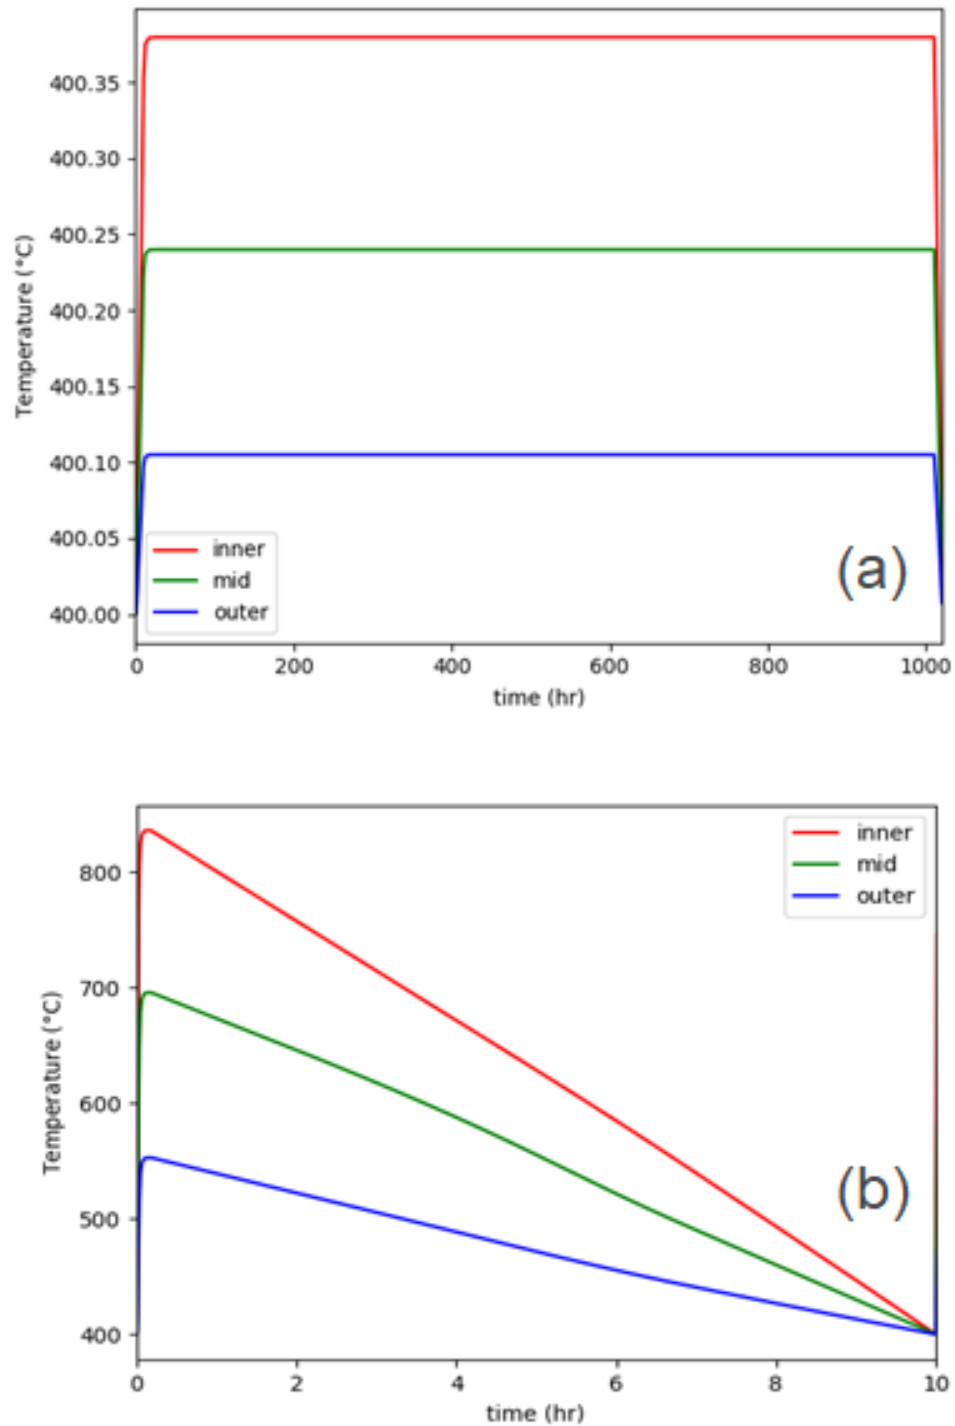 400.35
400.30
400.25
400.20
400.15
400.10
400.05
400.00
Temperature (°C)
inner
mid
outer
(a)
0 200 400 600 800 1000
time (hr)
800
700
600
500
400
Temperature (°C)
inner
mid
outer
(b)
0 2 4 6 8 10
time (hr)